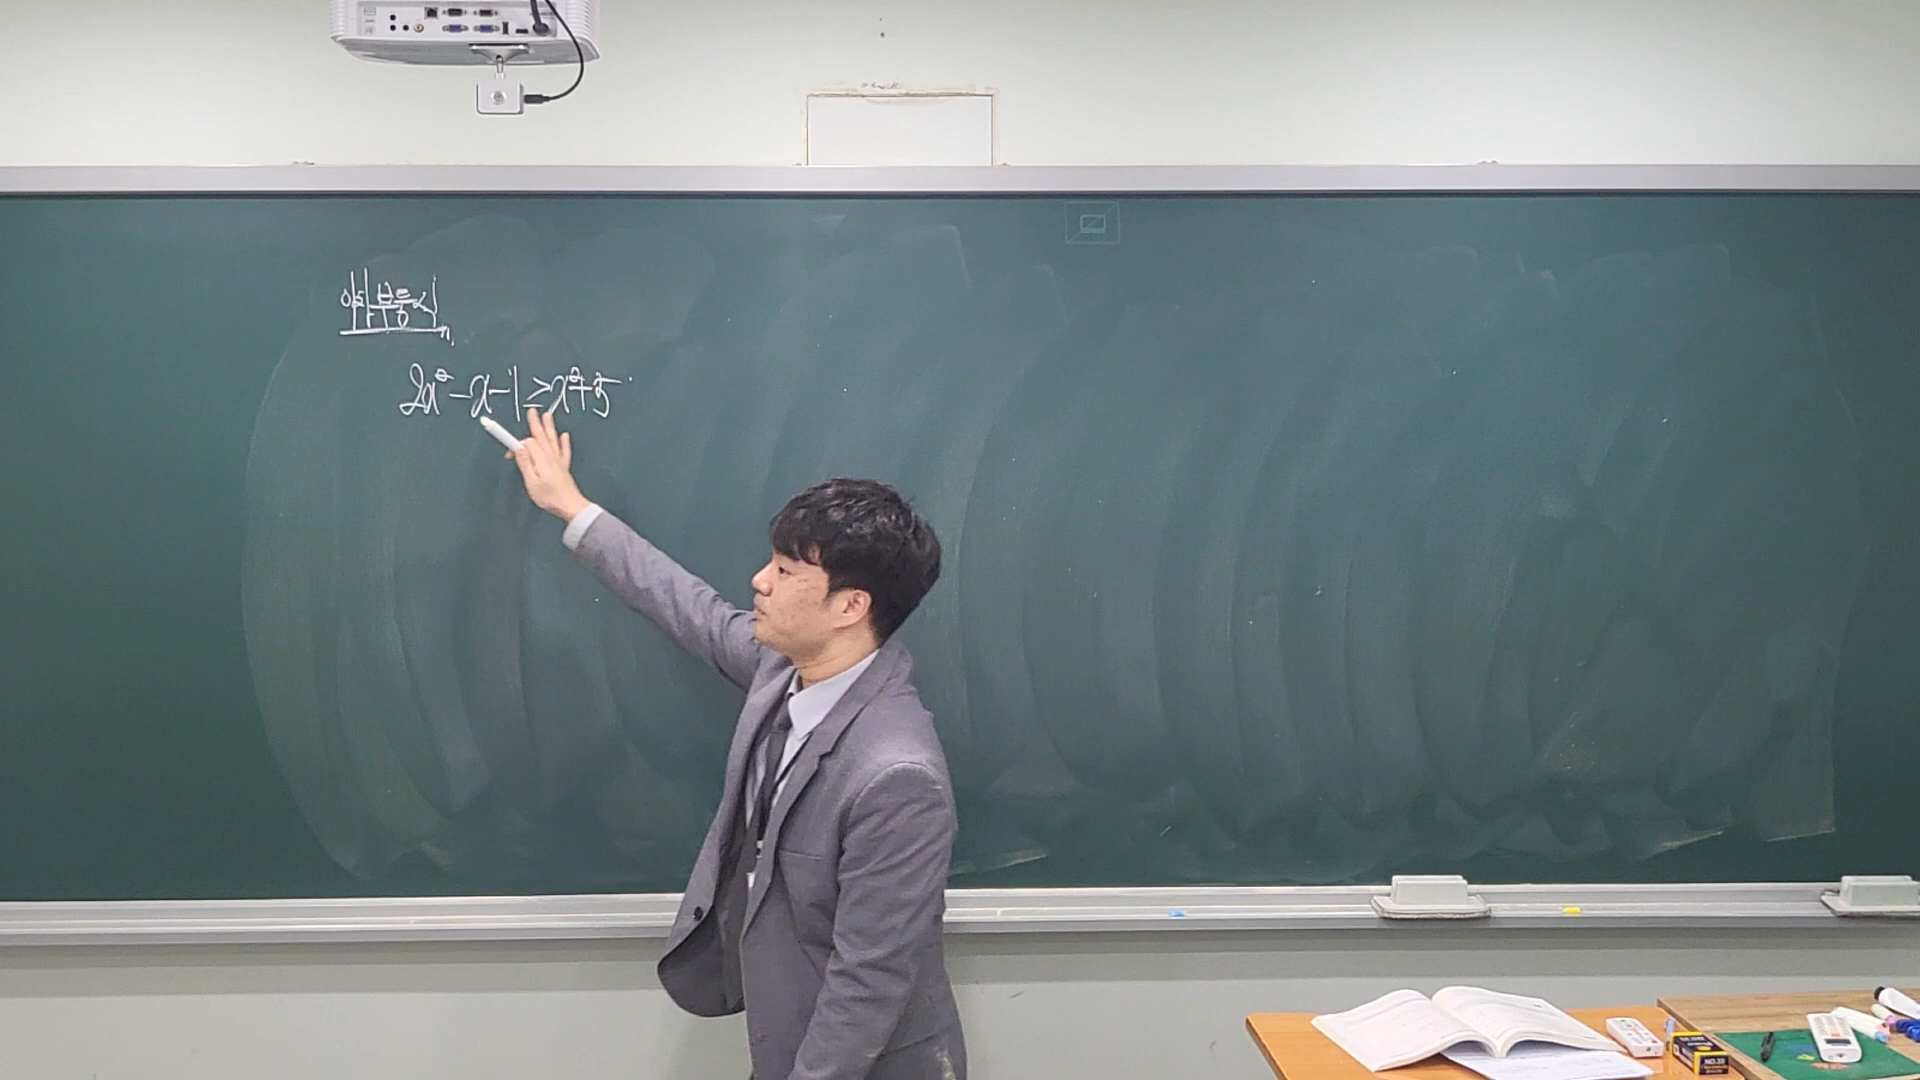 이차부등식
2x² - x - 1 ≥ x² + 5